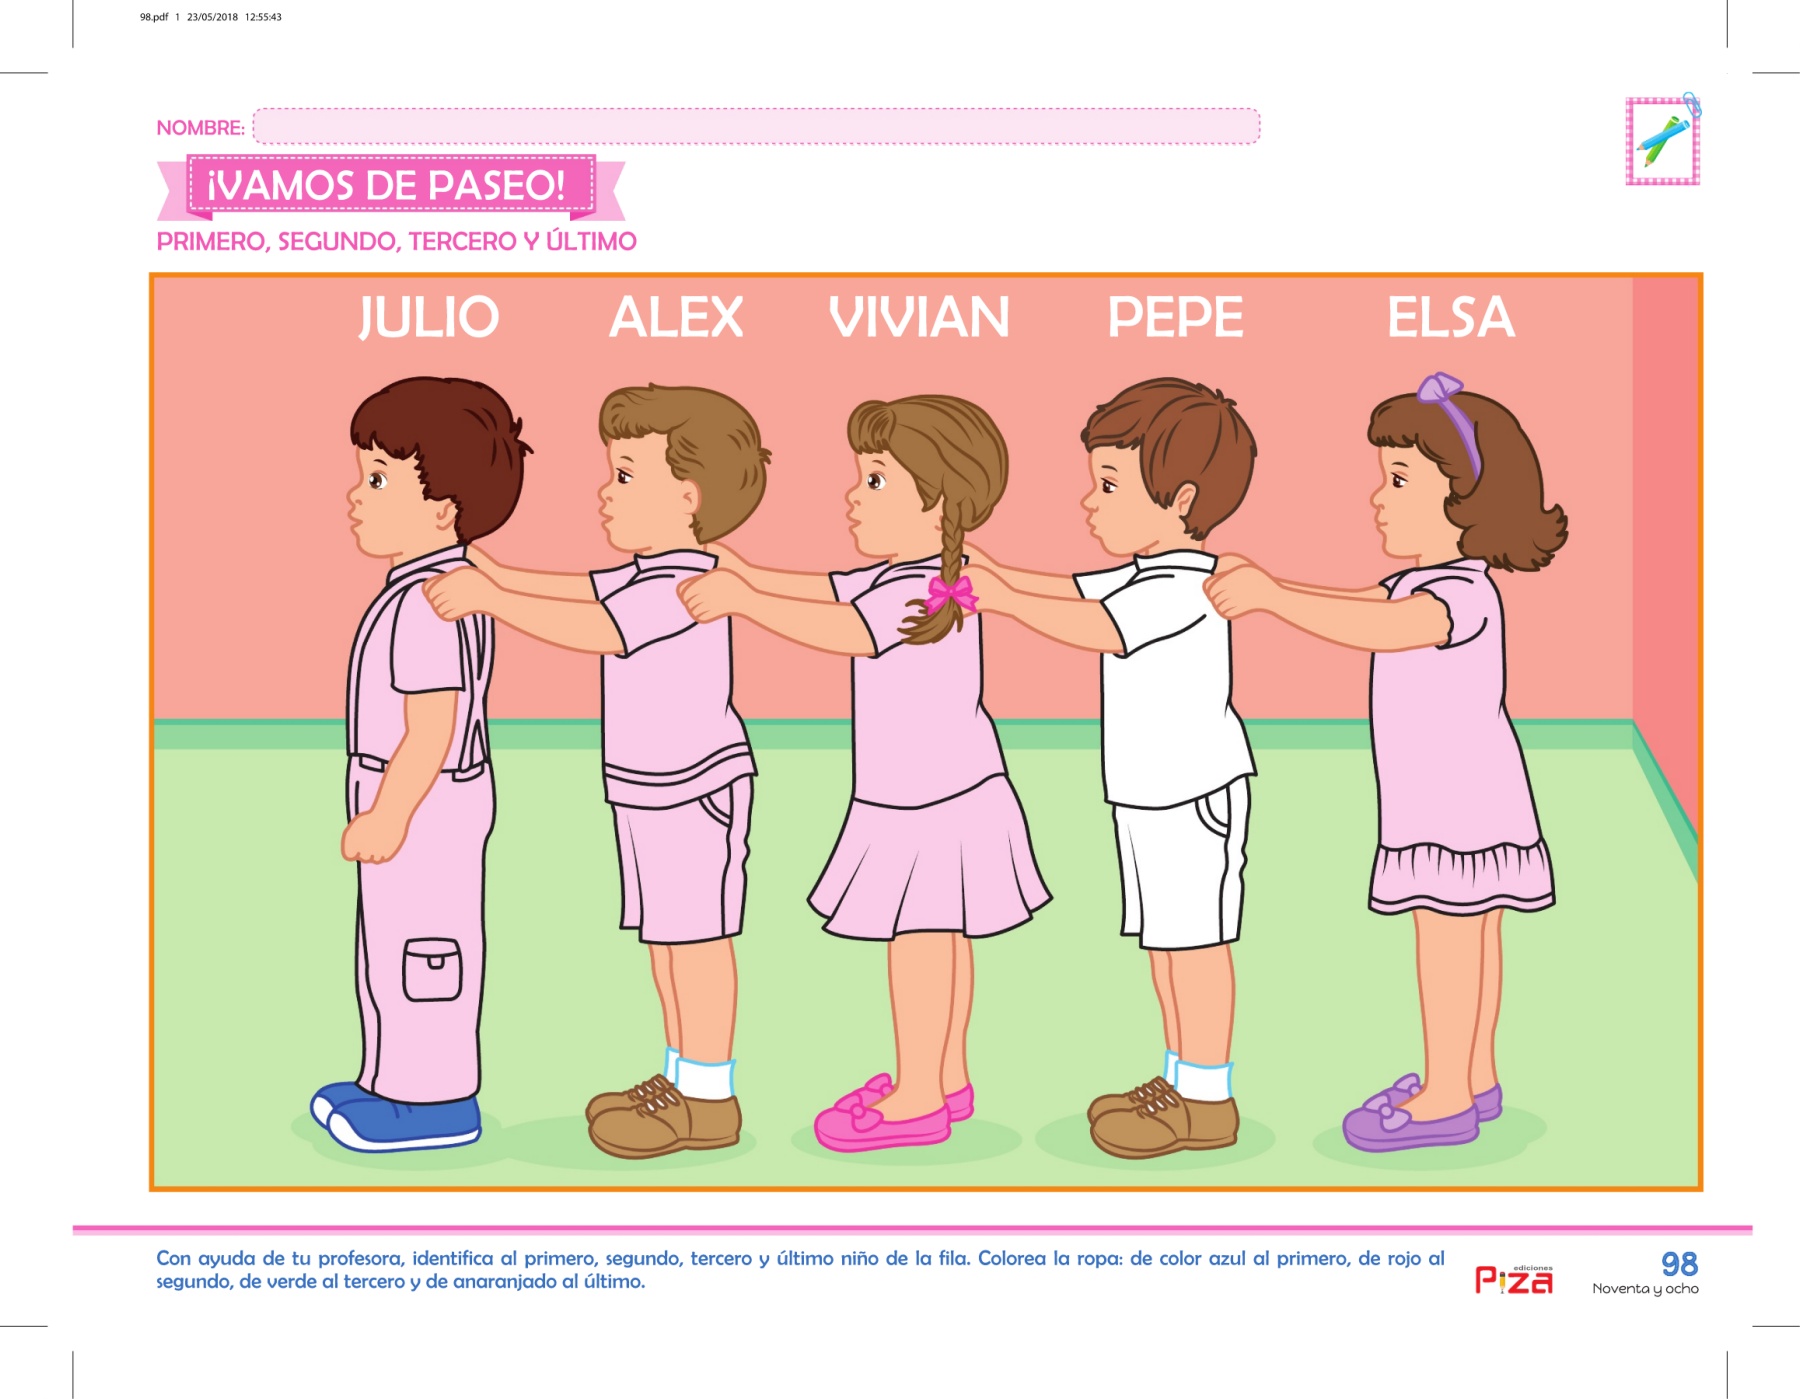 98.pdf 1 23/05/2018 12:55:43
NOMBRE:
¡VAMOS DE PASEO!
PRIMERO, SEGUNDO, TERCERO Y ÚLTIMO
JULIO ALEX VIVIAN PEPE ELSA
Con ayuda de tu profesora, identifica al primero, segundo, tercero y último niño de la fila. Colorea la ropa: de color azul al primero, de rojo al
segundo, de verde al tercero y de anaranjado al último.
ediciones
Piza
98
Noventa y ocho